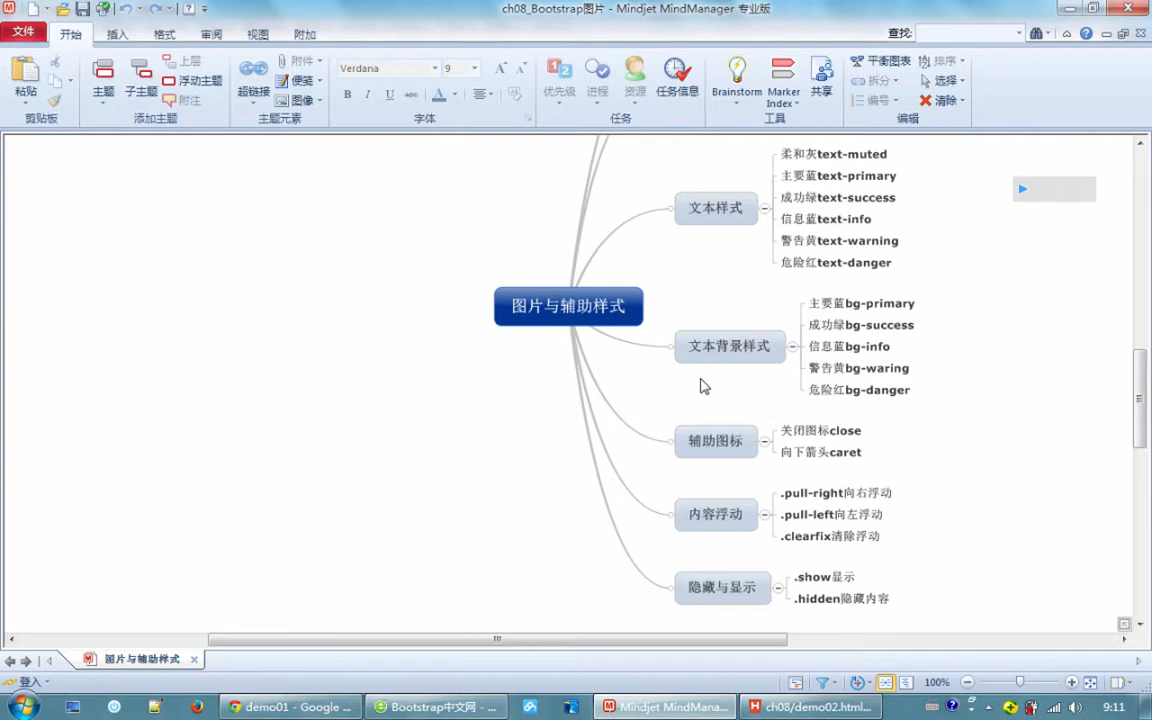 ch08_Bootstrap图片 - Mindjet MindManager 专业版
文件
开始
插入
格式
审阅
视图
附加
查找:
粘贴
剪贴板
主题
子主题
上层
浮动主题
附注
添加主题
超链接
附件
便笺
图像
主题元素
Verdana
9
B I U abc
A
字体
优先级
进程
资源
任务信息
任务
Brainstorm
Marker
Index
共享
工具
平衡图表
拆分
编号
排序
选择
清除
编辑
图片与辅助样式
文本样式
柔和灰text-muted
主要蓝text-primary
成功绿text-success
信息蓝text-info
警告黄text-warning
危险红text-danger
文本背景样式
主要蓝bg-primary
成功绿bg-success
信息蓝bg-info
警告黄bg-waring
危险红bg-danger
辅助图标
关闭图标close
向下箭头caret
内容浮动
.pull-right向右浮动
.pull-left向左浮动
.clearfix清除浮动
隐藏与显示
.show显示
.hidden隐藏内容
图片与辅助样式
登入
100%
demo01 - Google ...
Bootstrap中文网 - ...
Mindjet MindMana...
ch08/demo02.html...
9:11